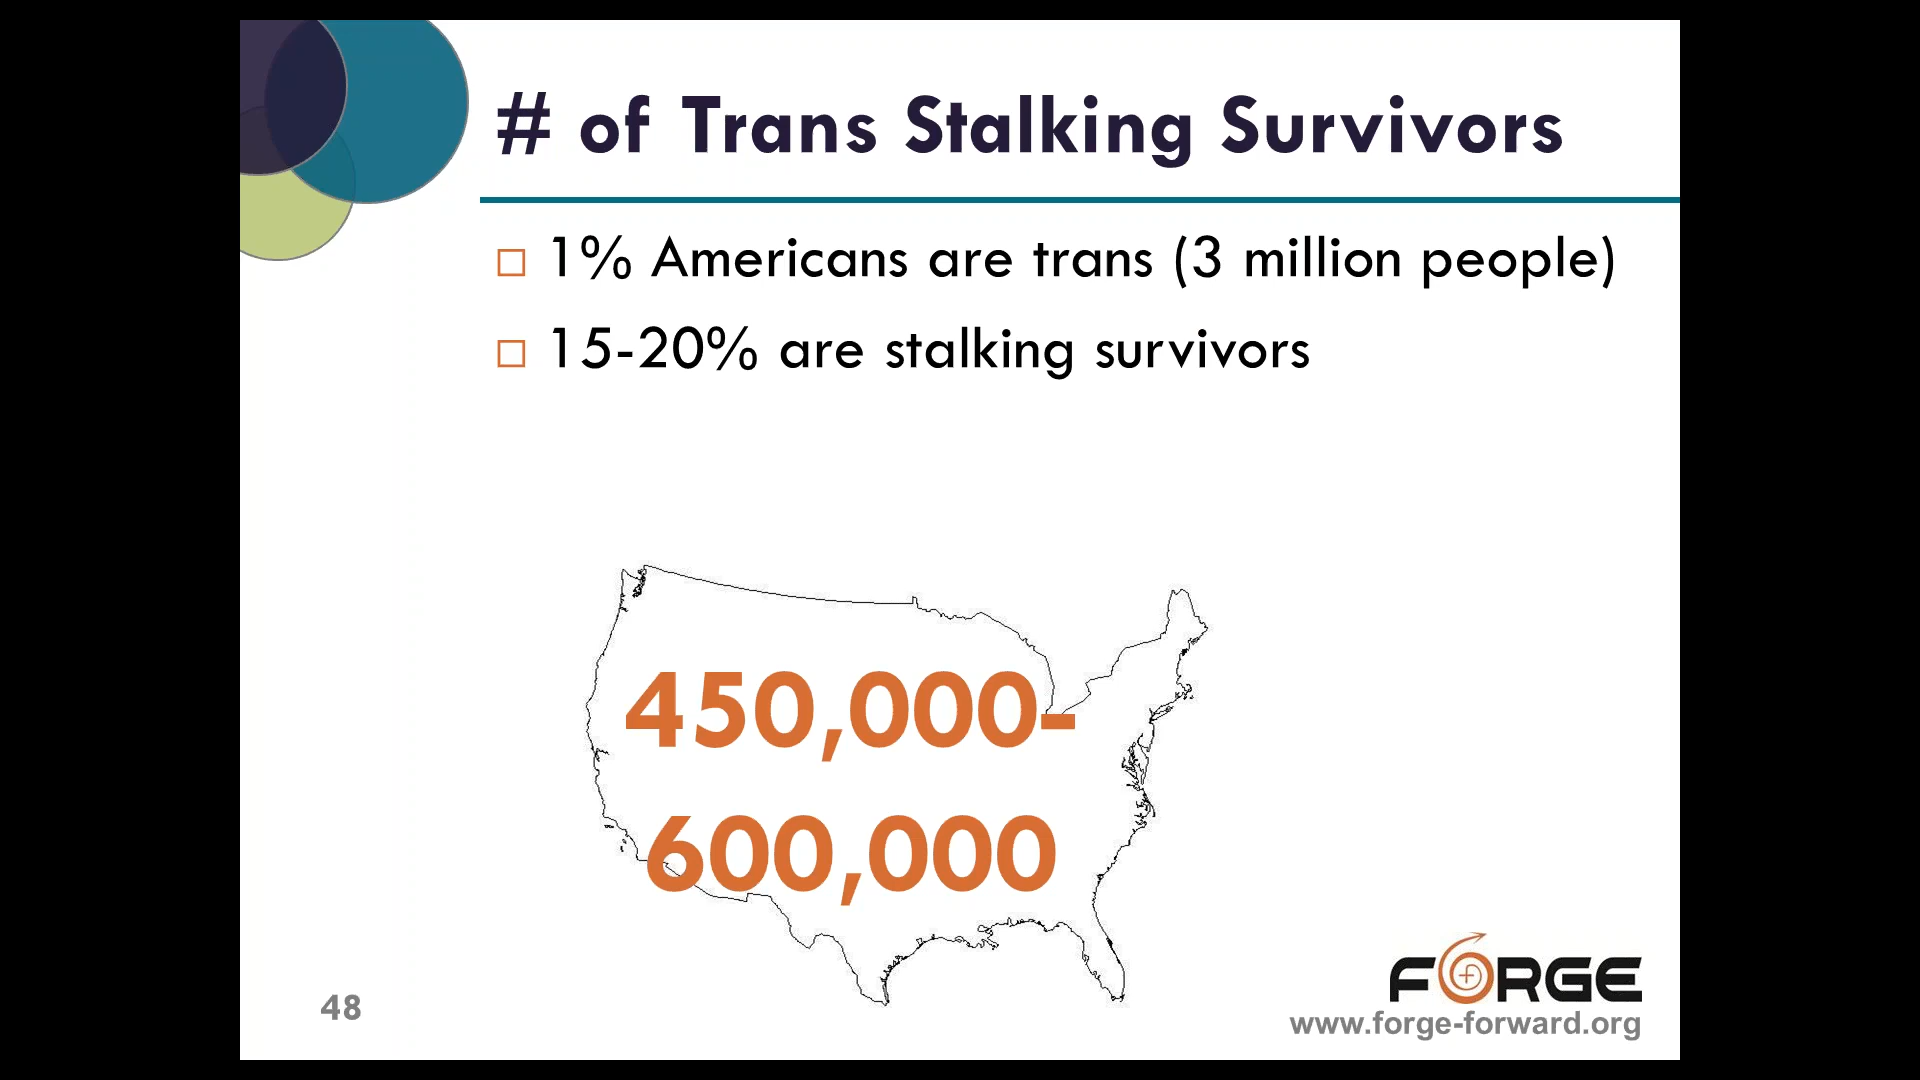 # of Trans Stalking Survivors
1% Americans are trans (3 million people)
15-20% are stalking survivors
450,000-
600,000
48
FORGE
www.forge-forward.org